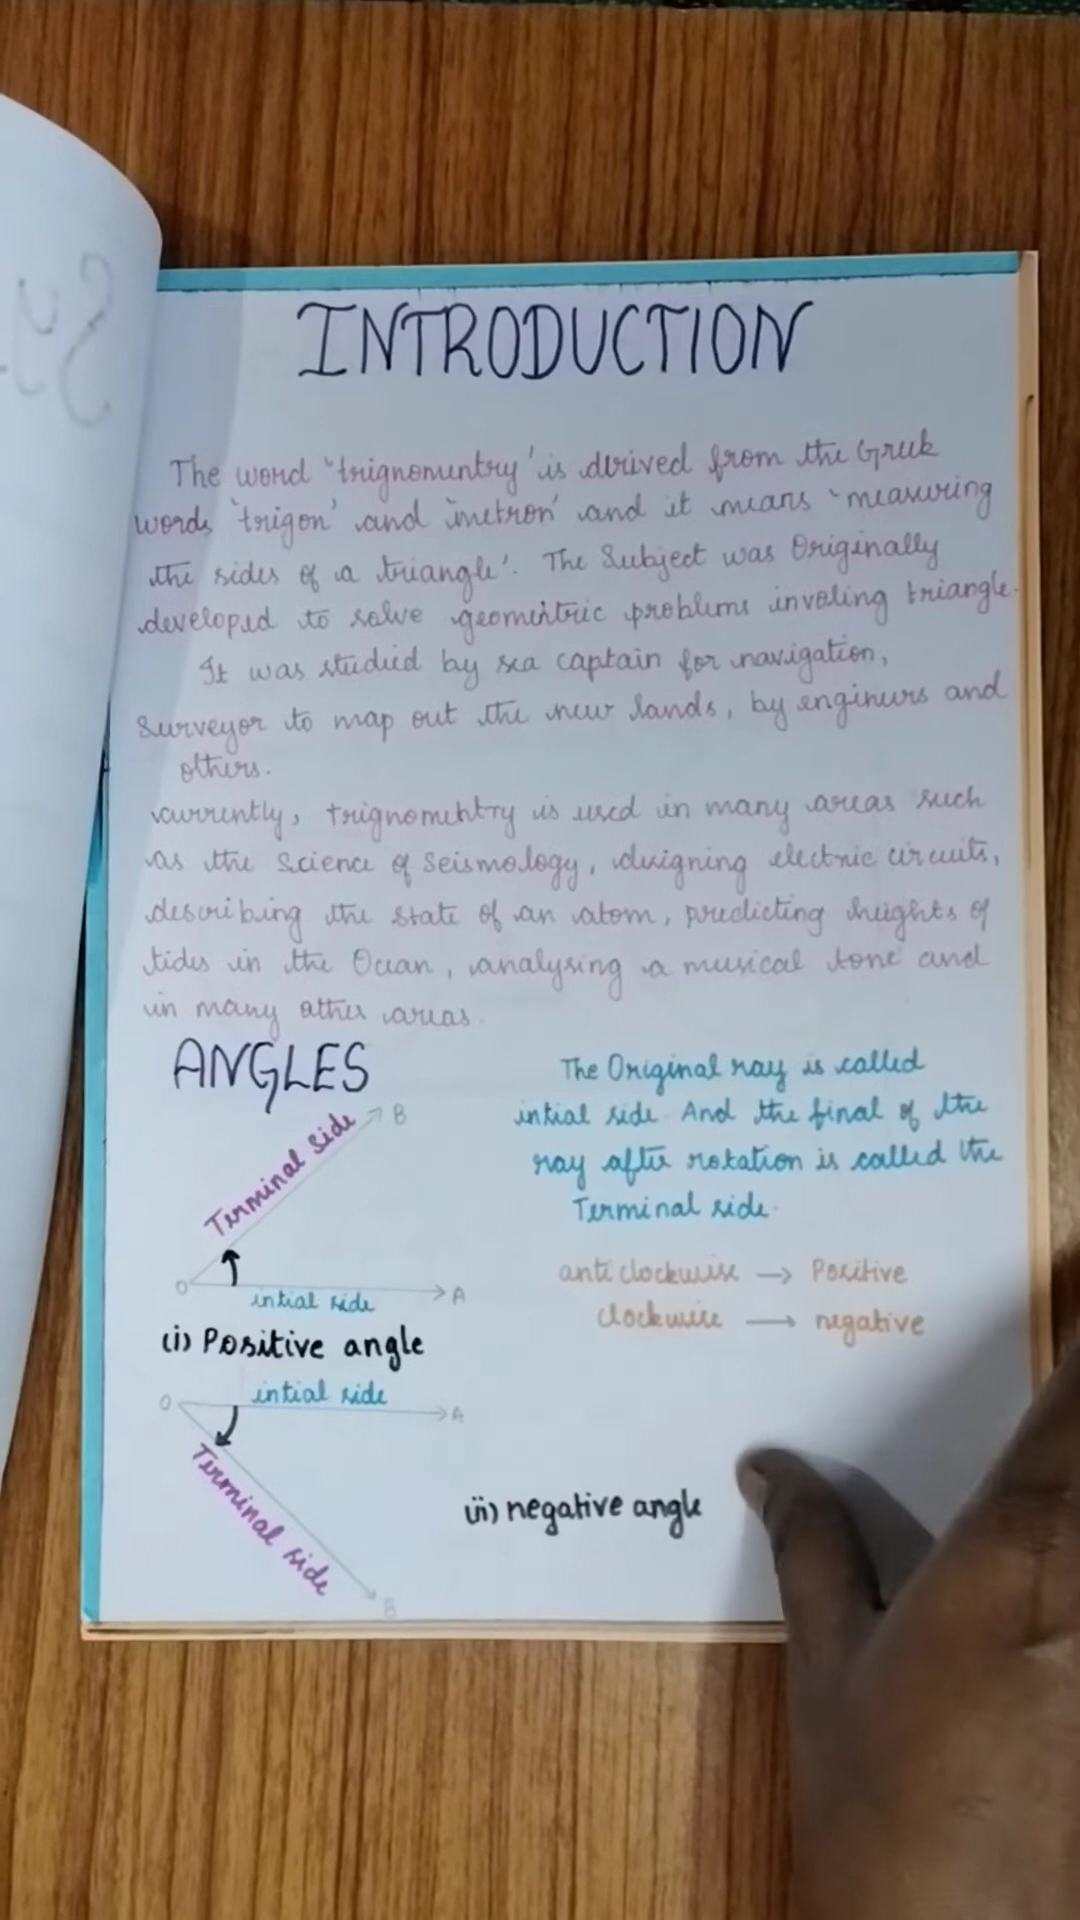 INTRODUCTION
The word 'trignomentry' is derived from the Greek
words 'trigon' and 'metron' and it means 'measuring
the sides of a triangle'. The Subject was Originally
developed to solve geomentric problems involing triangle.
It was studied by sea captain for navigation,
Surveyor to map out the new lands, by engineers and
others.
currently, trignomentry is used in many areas such
as the Science of Seismology, designing electric circuits,
describing the state of an atom, predicting heights of
tides in the Ocean, analysing a musical tone and
in many other areas.
ANGLES
Terminal side
B
O
intial side
A
(i) Positive angle
The Original ray is called
intial side. And the final of the
ray after rotation is called the
Terminal side.
anticlockwise → Positive
clockwise → negative
O
intial side
A
Terminal side
B
(ii) negative angle